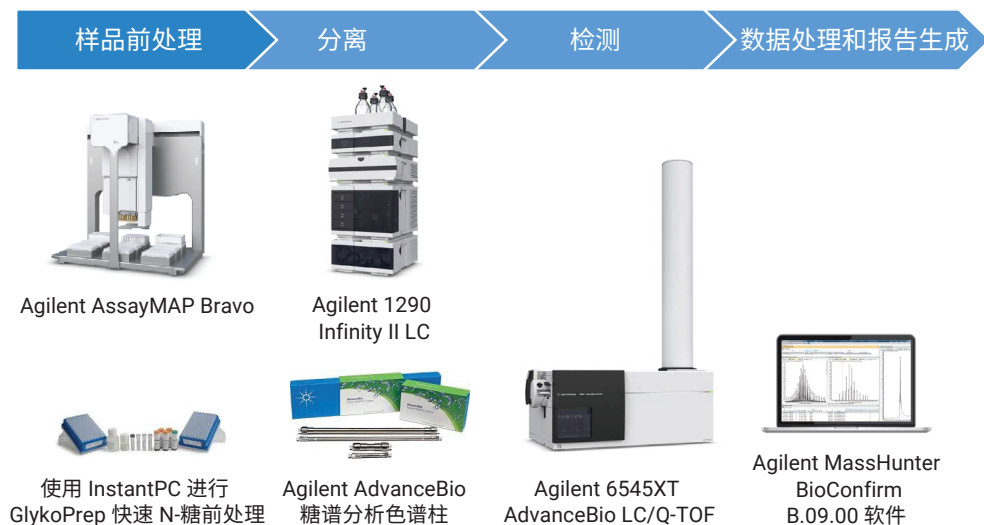 样品前处理
分离
检测
数据处理和报告生成
Agilent AssayMAP Bravo
Agilent 1290
Infinity II LC
使用 InstantPC 进行
GlykoPrep 快速 N-糖前处理
Agilent AdvanceBio
糖谱分析色谱柱
Agilent 6545XT
AdvanceBio LC/Q-TOF
Agilent MassHunter
BioConfirm
B.09.00 软件